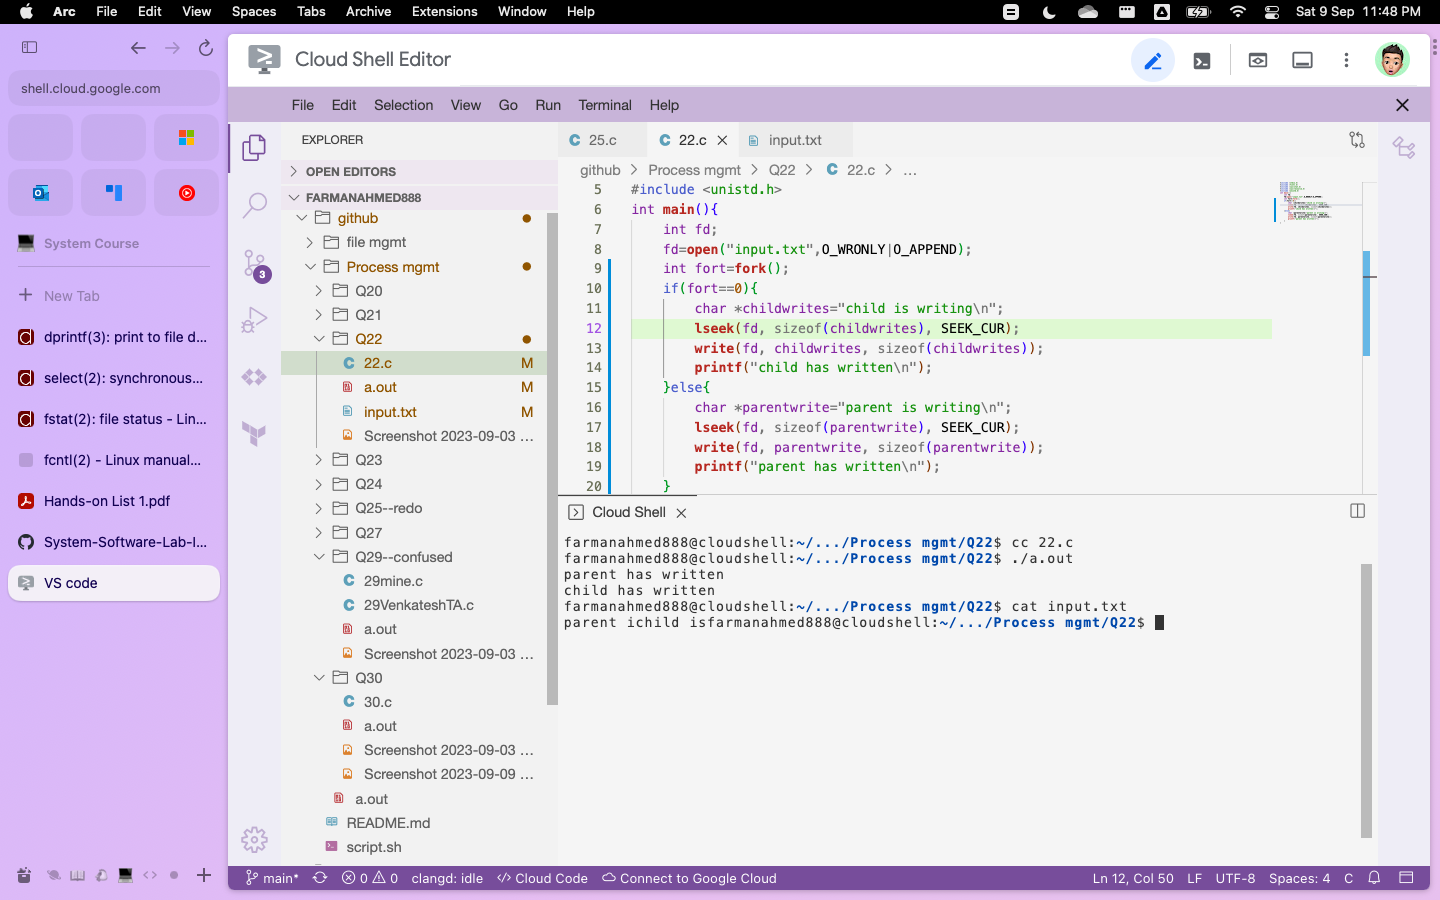 Arc File Edit View Spaces Tabs Archive Extensions Window Help Sat 9 Sep 11:48 PM
shell.cloud.google.com
System Course
New Tab
dprintf(3): print to file d...
select(2): synchronous...
fstat(2): file status - Lin...
fcntl(2) - Linux manual...
Hands-on List 1.pdf
System-Software-Lab-I...
VS code
Cloud Shell Editor
File Edit Selection View Go Run Terminal Help
3
EXPLORER
OPEN EDITORS
FARMANAHMED888
github
file mgmt
Process mgmt
Q20
Q21
Q22
22.c M
a.out M
input.txt M
Screenshot 2023-09-03 ...
Q23
Q24
Q25--redo
Q27
Q29--confused
29mine.c
29VenkateshTA.c
a.out
Screenshot 2023-09-03 ...
Q30
30.c
a.out
Screenshot 2023-09-03 ...
Screenshot 2023-09-09 ...
a.out
README.md
script.sh
25.c 22.c input.txt
github > Process mgmt > Q22 > 22.c > ...
5 #include <unistd.h>
6 int main(){
7 int fd;
8 fd=open("input.txt",O_WRONLY|O_APPEND);
9 int fort=fork();
10 if(fort==0){
11 char *childwrites="child is writing\n";
12 lseek(fd, sizeof(childwrites), SEEK_CUR);
13 write(fd, childwrites, sizeof(childwrites));
14 printf("child has written\n");
15 }else{
16 char *parentwrite="parent is writing\n";
17 lseek(fd, sizeof(parentwrite), SEEK_CUR);
18 write(fd, parentwrite, sizeof(parentwrite));
19 printf("parent has written\n");
20 }
Cloud Shell
farmanahmed888@cloudshell:~/.../Process mgmt/Q22$ cc 22.c
farmanahmed888@cloudshell:~/.../Process mgmt/Q22$ ./a.out
parent has written
child has written
farmanahmed888@cloudshell:~/.../Process mgmt/Q22$ cat input.txt
parent ichild isfarmanahmed888@cloudshell:~/.../Process mgmt/Q22$
main* 0 0 clangd: idle Cloud Code Connect to Google Cloud Ln 12, Col 50 LF UTF-8 Spaces: 4 C